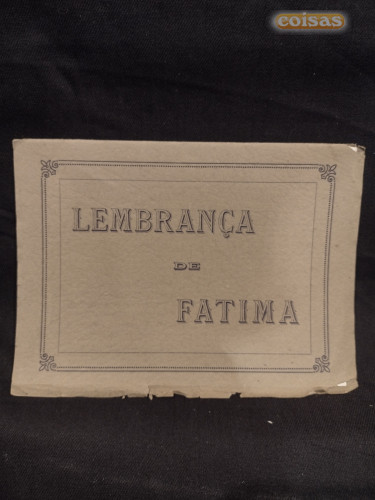 coisas
LEMBRANÇA
DE
FATIMA